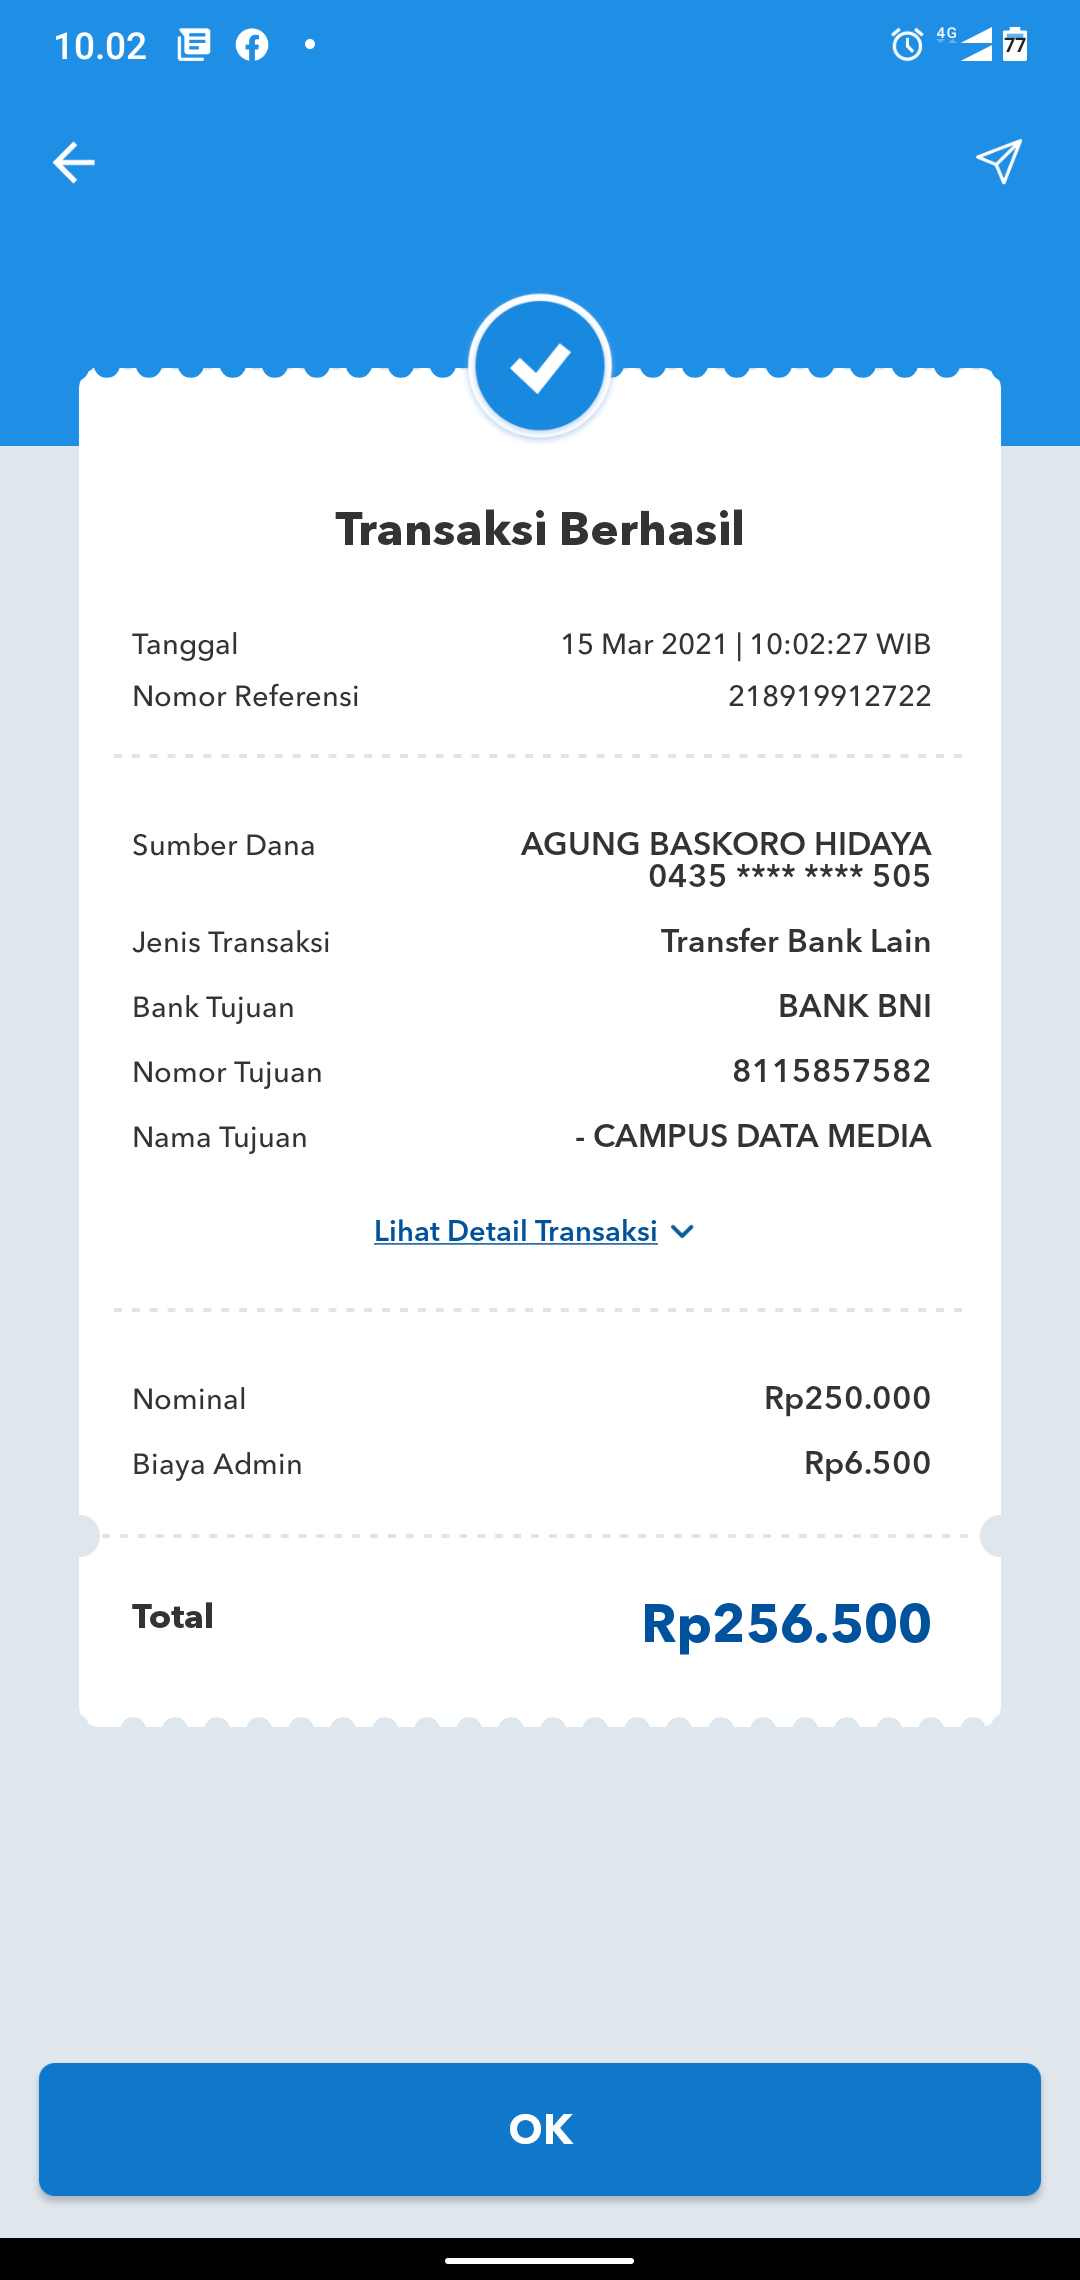 10.02
4G
77
Transaksi Berhasil
Tanggal 15 Mar 2021 | 10:02:27 WIB
Nomor Referensi 218919912722
Sumber Dana AGUNG BASKORO HIDAYA
0435 **** **** 505
Jenis Transaksi Transfer Bank Lain
Bank Tujuan BANK BNI
Nomor Tujuan 8115857582
Nama Tujuan - CAMPUS DATA MEDIA
Lihat Detail Transaksi
Nominal Rp250.000
Biaya Admin Rp6.500
Total Rp256.500
OK